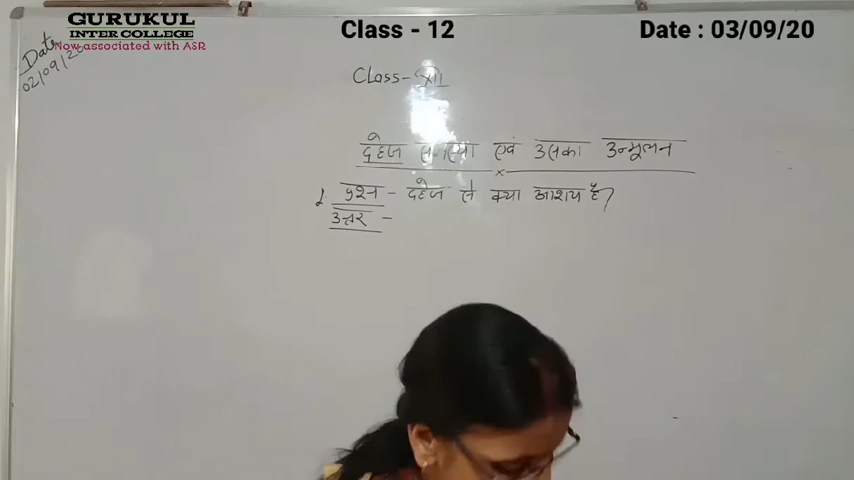 GURUKUL
INTER COLLEGE
Now associated with ASR
Class - 12
Date : 03/09/20
Date
02/09/20
Class - XII
दहेज समस्या एवं उसका उन्मूलन
1. प्रश्न - दहेज से क्या आशय है?
उत्तर -